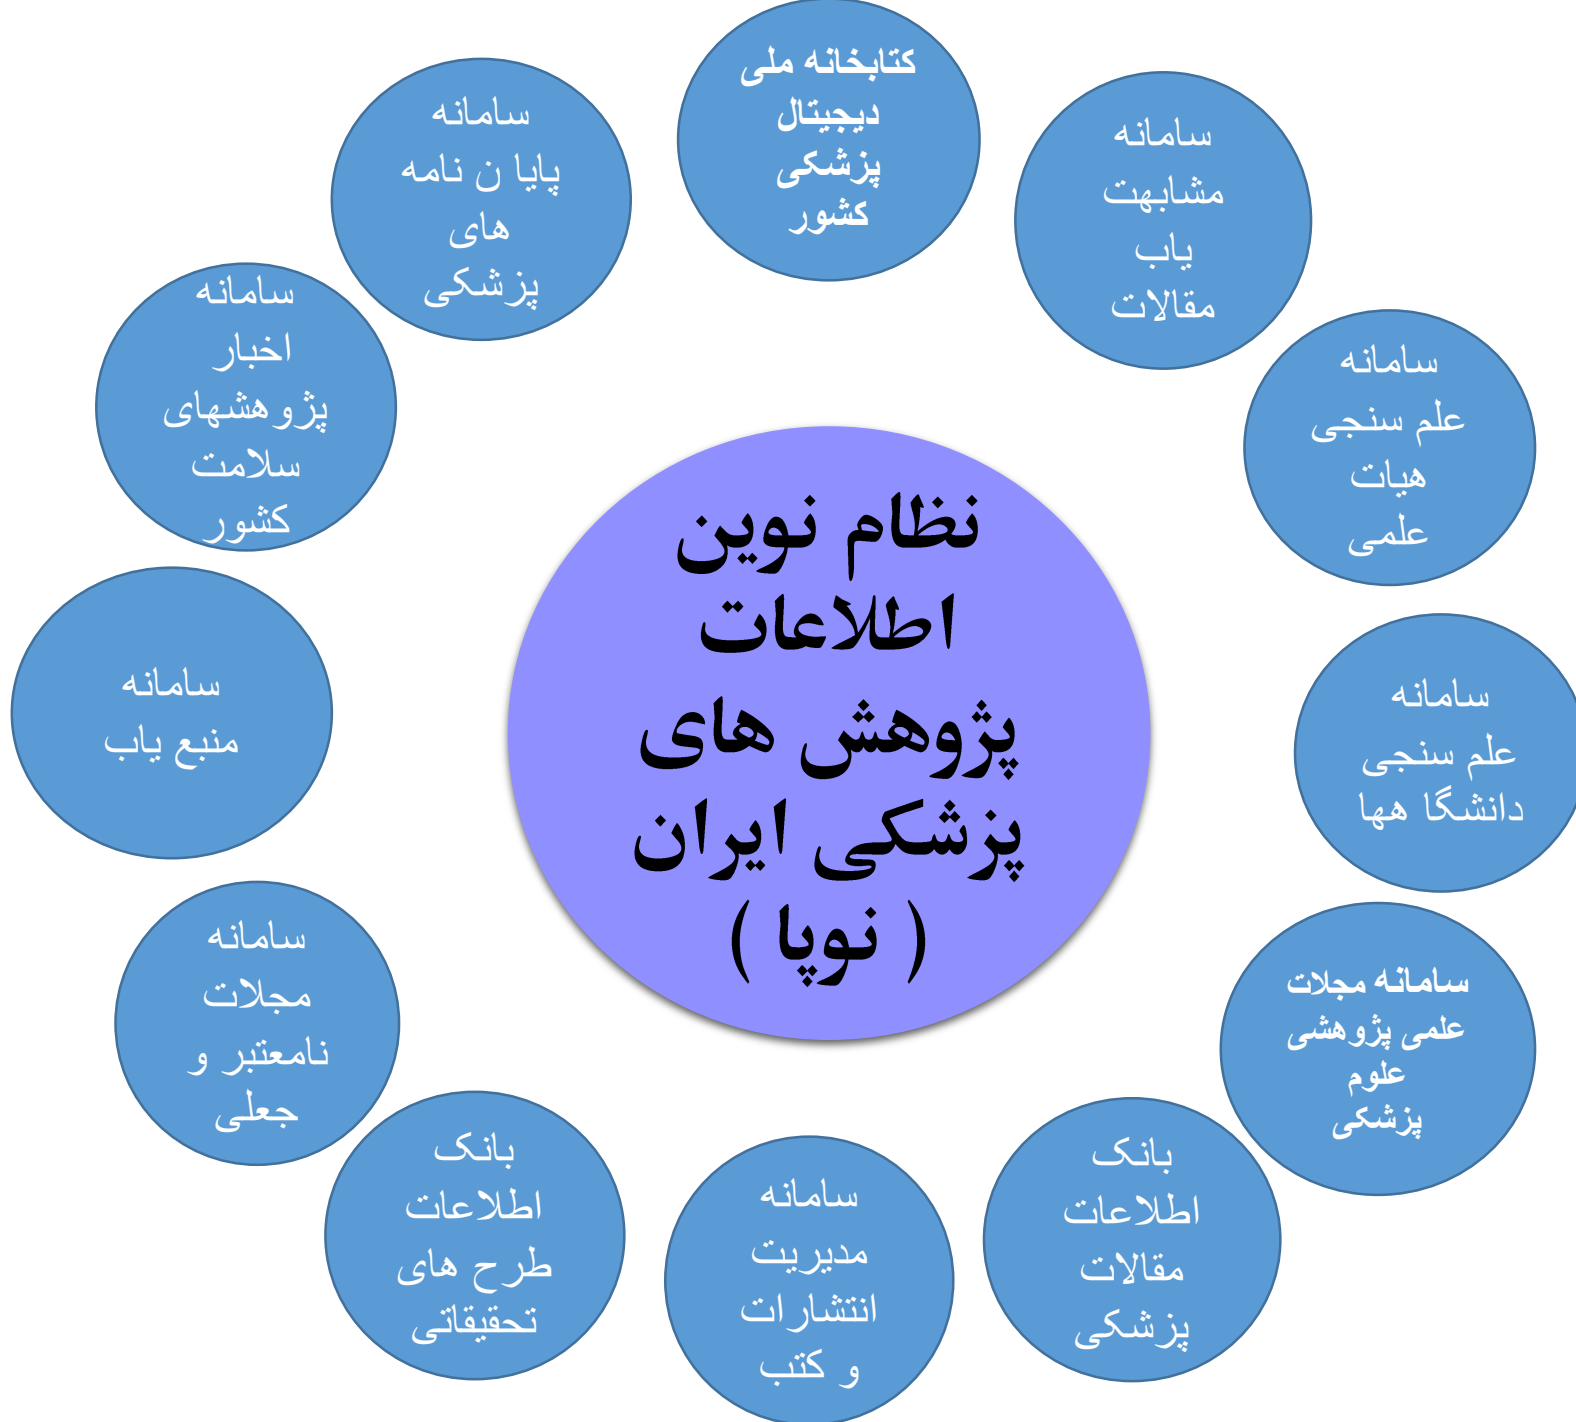 کتابخانه ملی
دیجیتال
پزشکی
کشور
سامانه
مشابهت
یاب
مقالات
سامانه
علم سنجی
هیات
علمی
سامانه
علم سنجی
دانشگا هها
سامانه مجلات
علمی پژوهشی
علوم
پزشکی
بانک
اطلاعات
مقالات
پزشکی
سامانه
مدیریت
انتشارات
و کتب
بانک
اطلاعات
طرح های
تحقیقاتی
سامانه
مجلات
نامعتبر و
جعلی
سامانه
منبع یاب
سامانه
اخبار
پژوهشهای
سلامت
کشور
سامانه
پایا ن نامه
های
پزشکی
نظام نوین
اطلاعات
پژوهش های
پزشکی ایران
( نوپا )